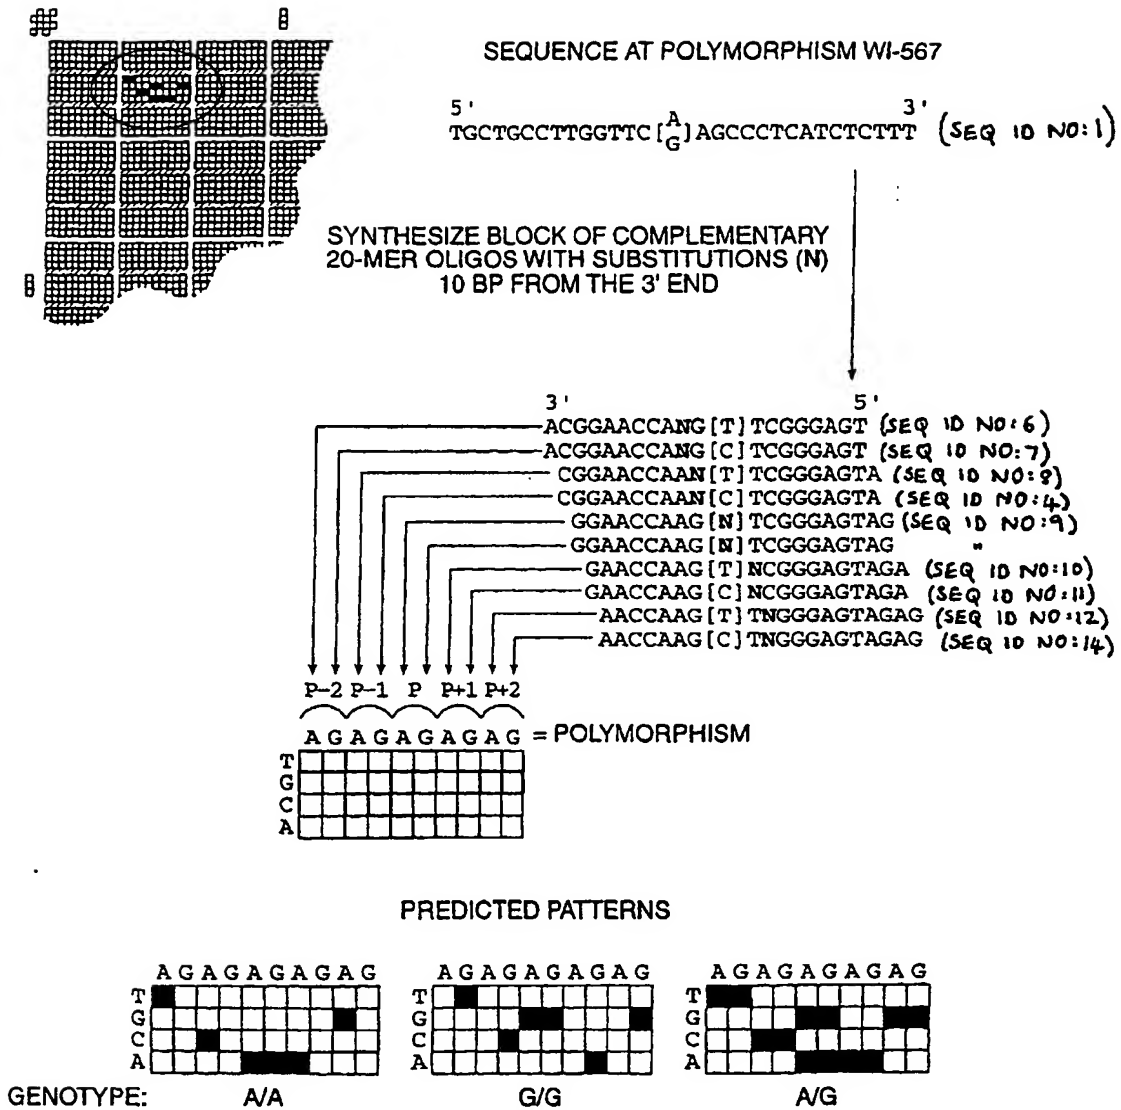 SEQUENCE AT POLYMORPHISM WI-567
5' 3'
TGCTGCCTTGGTTC[A/G]AGCCCTCATCTCTTT (SEQ ID NO:1)
SYNTHESIZE BLOCK OF COMPLEMENTARY
20-MER OLIGOS WITH SUBSTITUTIONS (N)
10 BP FROM THE 3' END
3' 5'
ACGGAACCANG[T]TCGGGAGT (SEQ ID NO:6)
ACGGAACCANG[C]TCGGGAGT (SEQ ID NO:7)
CGGAACCAAN[T]TCGGGAGTA (SEQ ID NO:8)
CGGAACCAAN[C]TCGGGAGTA (SEQ ID NO:4)
GGAACCAAG[N]TCGGGAGTAG (SEQ ID NO:9)
GGAACCAAG[N]TCGGGAGTAG "
GAACCAAG[T]NCGGGAGTAGA (SEQ ID NO:10)
GAACCAAG[C]NCGGGAGTAGA (SEQ ID NO:11)
AACCAAG[T]TNGGGAGTAGAG (SEQ ID NO:12)
AACCAAG[C]TNGGGAGTAGAG (SEQ ID NO:14)
P-2 P-1 P P+1 P+2
A G A G A G A G A G = POLYMORPHISM
T
G
C
A
PREDICTED PATTERNS
A G A G A G A G A G A G A G A G A G A G A G A G A G A G A G
T T T
G G G
C C C
A A A
GENOTYPE: A/A G/G A/G